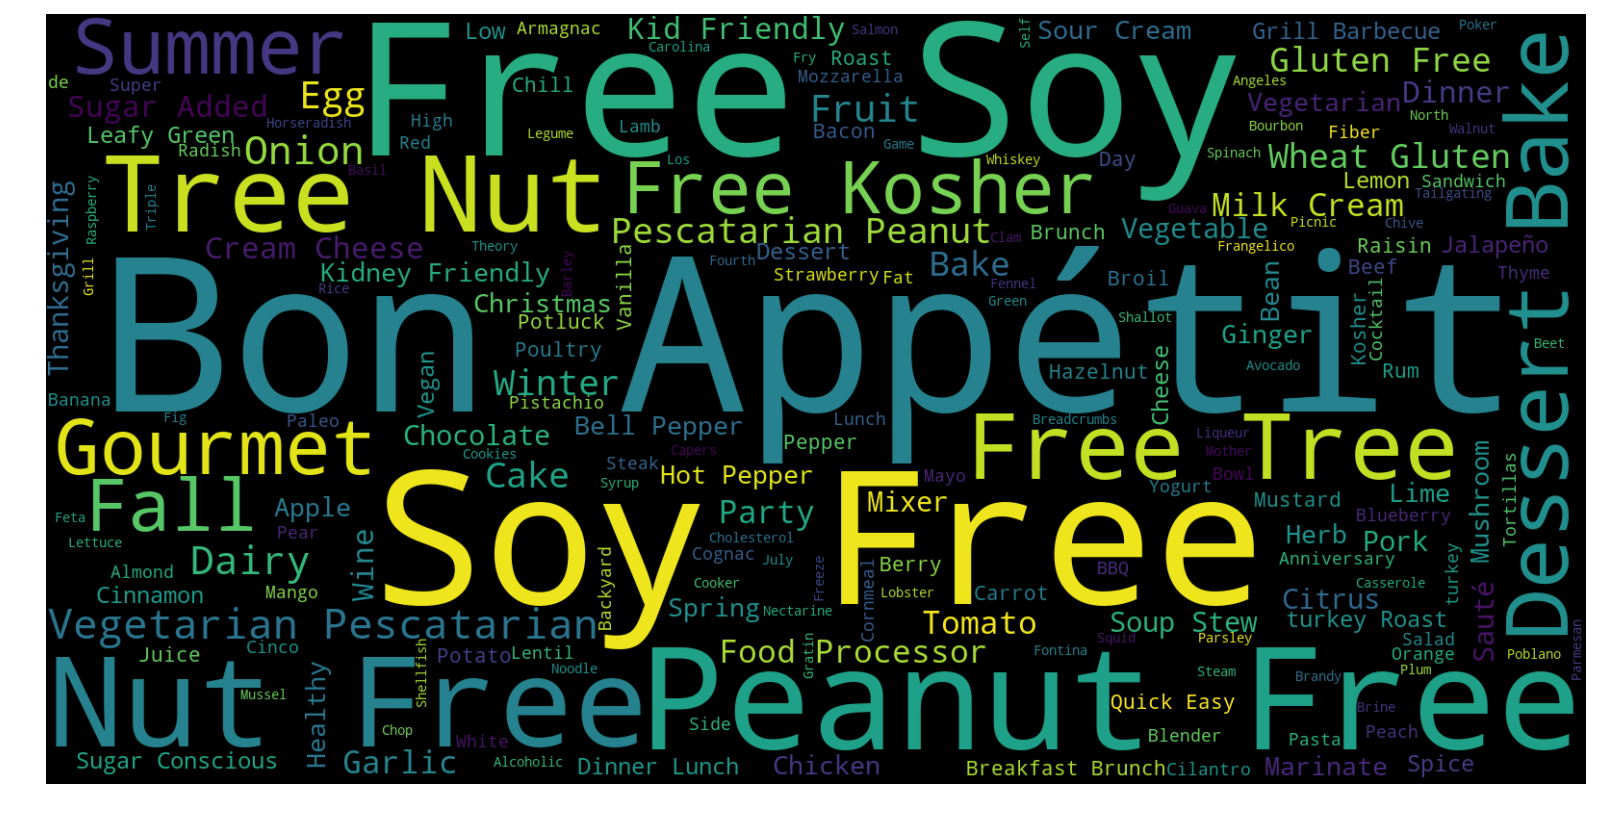 Summer
Free Soy
Low
Armagnac
Kid Friendly
Salmon
Self
Sour Cream
Grill Barbecue
Poker
Carolina
Fry
Roast
Gluten Free
Bake
de
Super
Chill
Mozzarella
Angeles
Sugar Added
Egg
Fruit
Vegetarian
Dinner
Horseradish
High
Legume
Lamb
Bacon
Game
Bourbon
North
Fiber
Walnut
Leafy Green
Radish
Onion
Red
Tree Nut
Basil
Los
Free Kosher
Whiskey
Day
Spinach
Wheat Gluten
Lemon
Sandwich
Thanksgiving
Raspberry
Triple
Guava
Milk Cream
Tailgating
Cream Cheese
Theory
Pescatarian Peanut
Clam
Brunch
Vegetable
Picnic
Chive
Frangelico
Raisin
Jalapeño
Grill
Kidney Friendly
Barley
Vanilla
Fourth
Dessert
Bake
Strawberry
Fat
Fennel
Broil
Bean
Beef
Thyme
Rice
Christmas
Green
Bon Appétit
Potluck
Shallot
Ginger
Kosher
Cocktail
Dessert
Poultry
Beet
Vegan
Winter
Hazelnut
Cheese
Avocado
Rum
Banana
Pistachio
Fig
Paleo
Bell Pepper
Lunch
Breadcrumbs
Gourmet
Chocolate
Pepper
Free Tree
Liqueur
Cookies
Capers
Mother
Cake
Steak
Hot Pepper
Mayo
Bowl
Syrup
Soy Free
Mixer
Yogurt
Mustard
Lime
Mushroom
Tortillas
Fall
Apple
Party
Blueberry
Feta
Pear
Lettuce
Wine
Cholesterol
Herb
Pork
Dairy
Cognac
July
Berry
Anniversary
Almond
BBQ
turkey
Cinnamon
Mango
Backyard
Cooker
Freeze
Cornmeal
Lobster
Carrot
Casserole
Citrus
Sauté
Spring
Nectarine
Vegetarian Pescatarian
Tomato
Soup Stew
turkey Roast
Squid
Parsley
Salad
Juice
Cinco
Shellfish
Potato
Lentil
Food Processor
Gratin
Fontina
Orange
Poblano
Parmesan
Nut Free
Noodle
Peanut Free
Steam
Brandy
Plum
Mussel
Healthy
Quick Easy
Brine
Chop
Side
White
Blender
Pasta
Peach
Sugar Conscious
Garlic
Alcoholic
Dinner Lunch
Chicken
Breakfast Brunch
Cilantro
Marinate
Spice